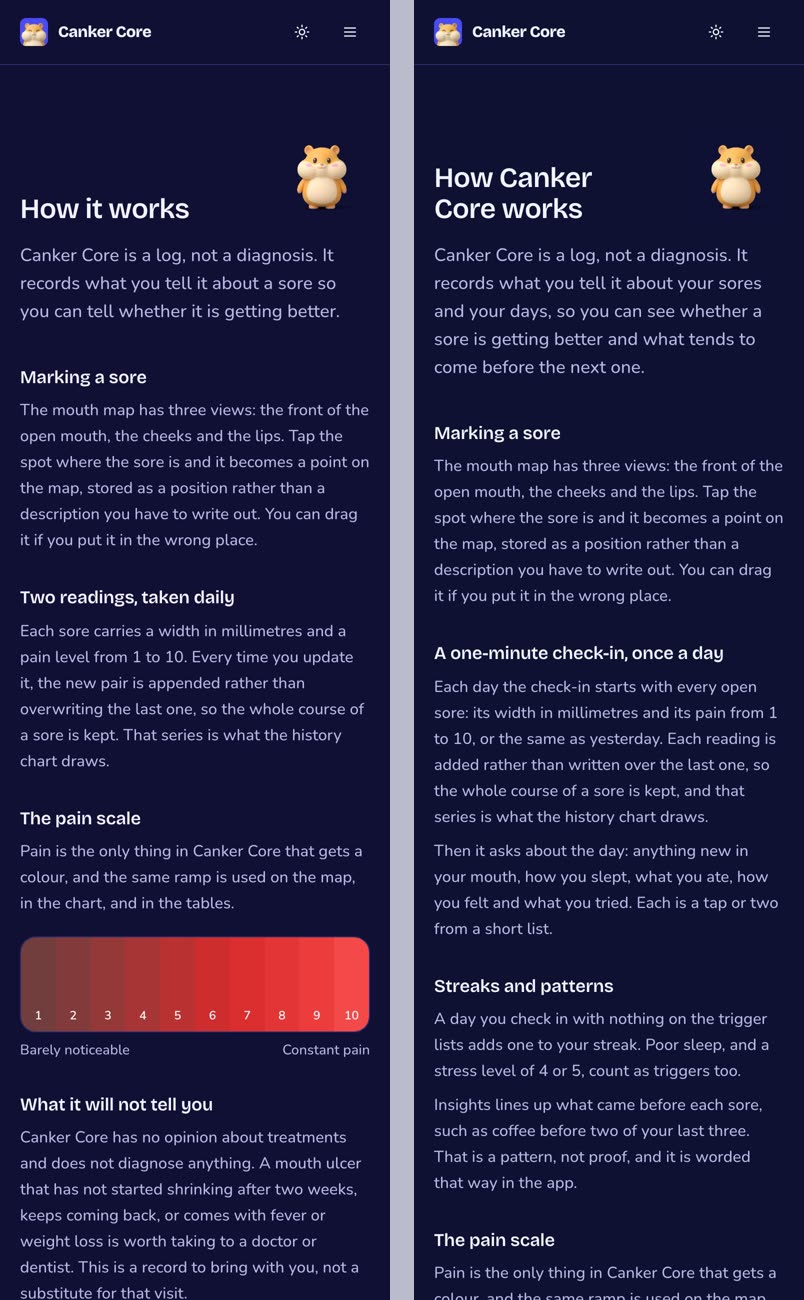 Canker Core
How it works
Canker Core is a log, not a diagnosis. It
records what you tell it about a sore so
you can tell whether it is getting better.
Marking a sore
The mouth map has three views: the front of the
open mouth, the cheeks and the lips. Tap the
spot where the sore is and it becomes a point on
the map, stored as a position rather than a
description you have to write out. You can drag
it if you put it in the wrong place.
Two readings, taken daily
Each sore carries a width in millimetres and a
pain level from 1 to 10. Every time you update
it, the new pair is appended rather than
overwriting the last one, so the whole course of
a sore is kept. That series is what the history
chart draws.
The pain scale
Pain is the only thing in Canker Core that gets a
colour, and the same ramp is used on the map,
in the chart, and in the tables.
1 2 3 4 5 6 7 8 9 10
Barely noticeable Constant pain
What it will not tell you
Canker Core has no opinion about treatments
and does not diagnose anything. A mouth ulcer
that has not started shrinking after two weeks,
keeps coming back, or comes with fever or
weight loss is worth taking to a doctor or
dentist. This is a record to bring with you, not a
substitute for that visit.
Canker Core
How Canker
Core works
Canker Core is a log, not a diagnosis. It
records what you tell it about your sores
and your days, so you can see whether a
sore is getting better and what tends to
come before the next one.
Marking a sore
The mouth map has three views: the front of the
open mouth, the cheeks and the lips. Tap the
spot where the sore is and it becomes a point on
the map, stored as a position rather than a
description you have to write out. You can drag
it if you put it in the wrong place.
A one-minute check-in, once a day
Each day the check-in starts with every open
sore: its width in millimetres and its pain from 1
to 10, or the same as yesterday. Each reading is
added rather than written over the last one, so
the whole course of a sore is kept, and that
series is what the history chart draws.
Then it asks about the day: anything new in
your mouth, how you slept, what you ate, how
you felt and what you tried. Each is a tap or two
from a short list.
Streaks and patterns
A day you check in with nothing on the trigger
lists adds one to your streak. Poor sleep, and a
stress level of 4 or 5, count as triggers too.
Insights lines up what came before each sore,
such as coffee before two of your last three.
That is a pattern, not proof, and it is worded
that way in the app.
The pain scale
Pain is the only thing in Canker Core that gets a
colour, and the same ramp is used on the map,